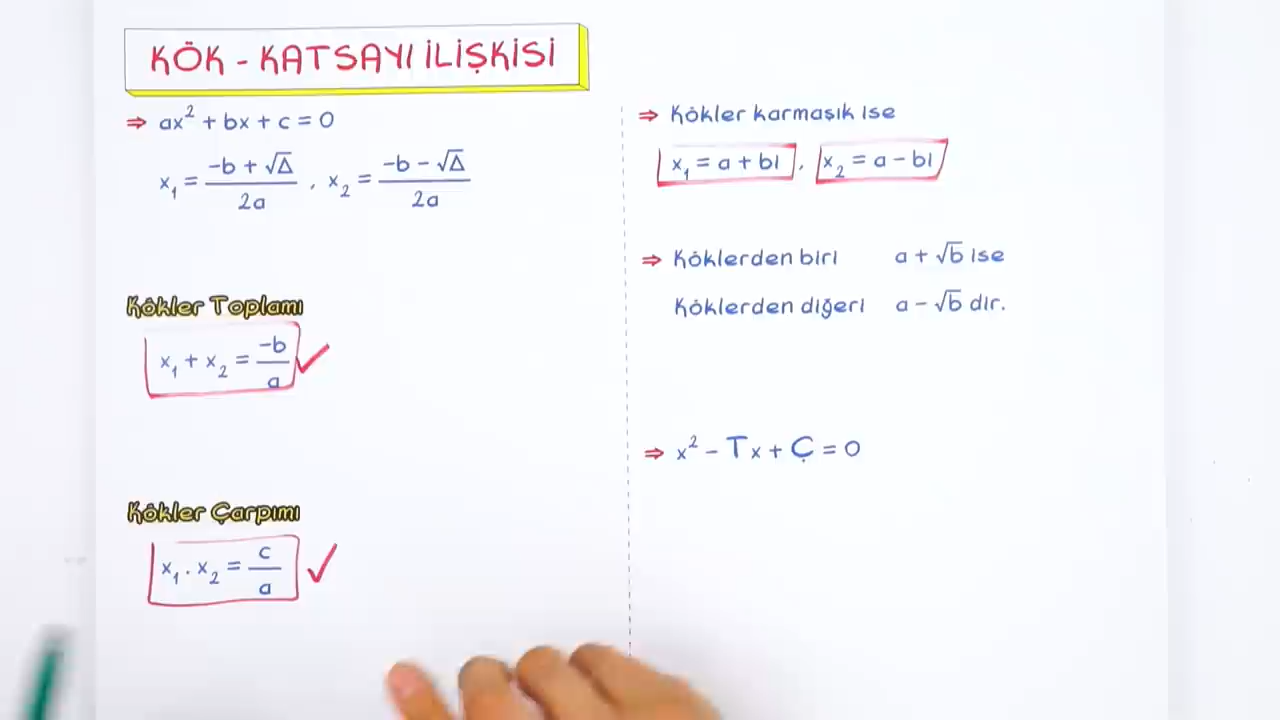 KÖK - KATSAYI İLİŞKİSİ
⇒ ax² + bx + c = 0
x₁ = (-b + √Δ) / 2a , x₂ = (-b - √Δ) / 2a
Kökler Toplamı
x₁ + x₂ = -b / a
Kökler Çarpımı
x₁ . x₂ = c / a
⇒ Kökler karmaşık ise
x₁ = a + bi , x₂ = a - bi
⇒ Köklerden biri a + √b ise
Köklerden diğeri a - √b dir.
⇒ x² - Tx + Ç = 0